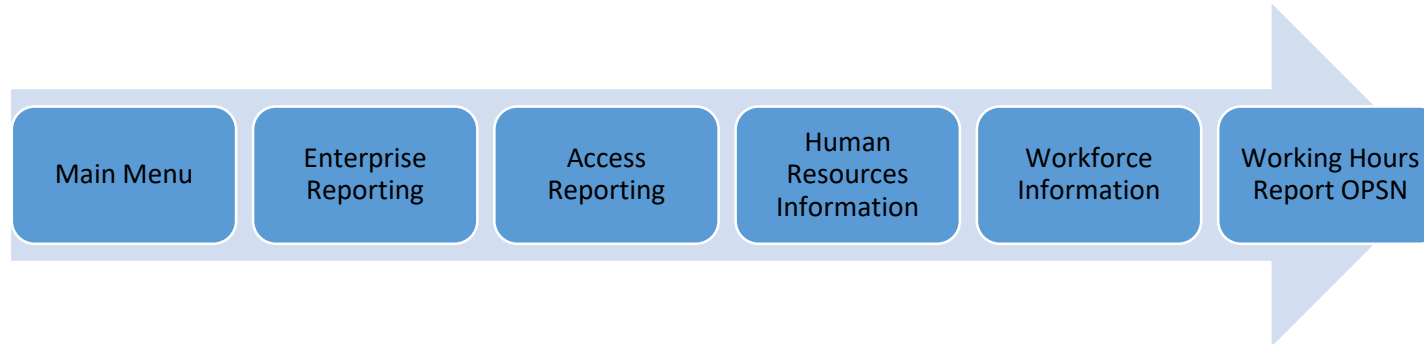 Main Menu
Enterprise
Reporting
Access
Reporting
Human
Resources
Information
Workforce
Information
Working Hours
Report OPSN